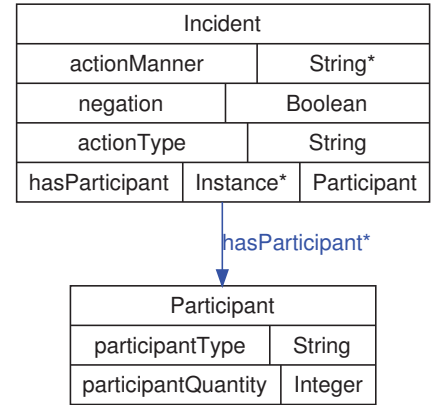 Incident
actionManner String*
negation Boolean
actionType String
hasParticipant Instance* Participant
hasParticipant*
Participant
participantType String
participantQuantity Integer